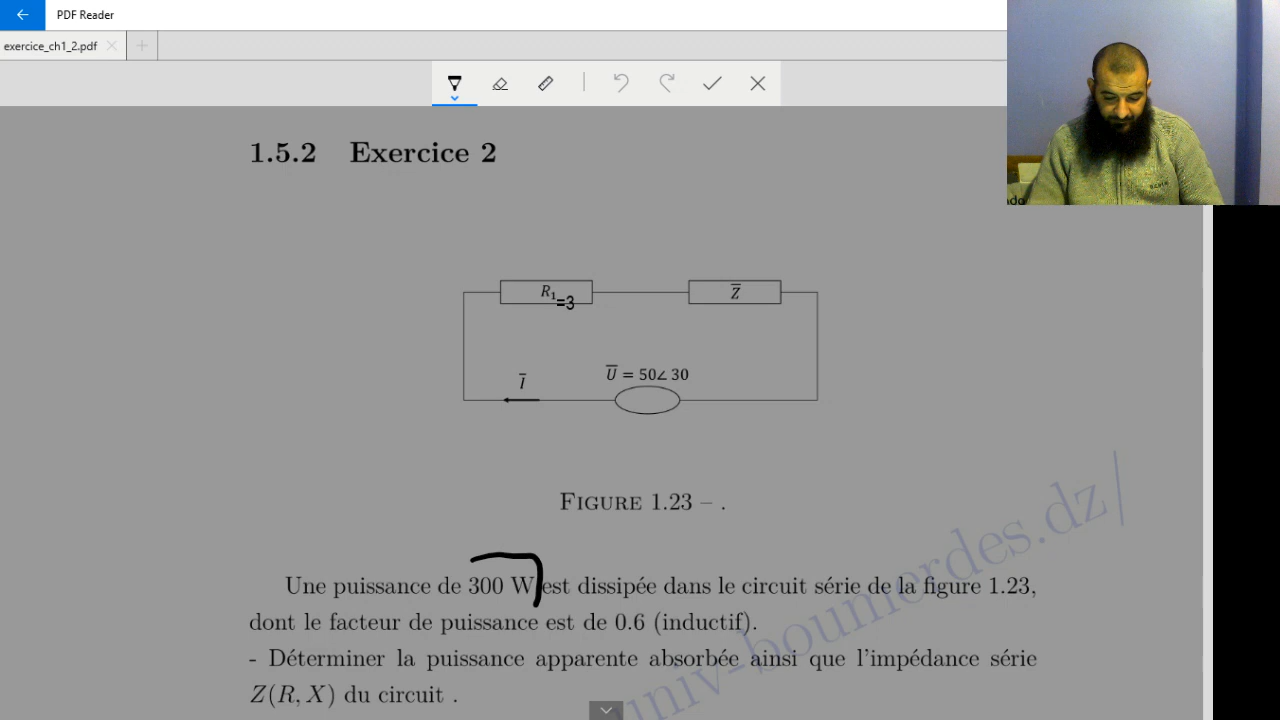 PDF Reader
exercice_ch1_2.pdf
1.5.2 Exercice 2
R₁
=3
Z̅
U̅ = 50∠ 30
I̅
FIGURE 1.23 – .
Une puissance de 300 W est dissipée dans le circuit série de la figure 1.23,
dont le facteur de puissance est de 0.6 (inductif).
- Déterminer la puissance apparente absorbée ainsi que l'impédance série
Z(R, X) du circuit .
univ-boumerdes.dz/